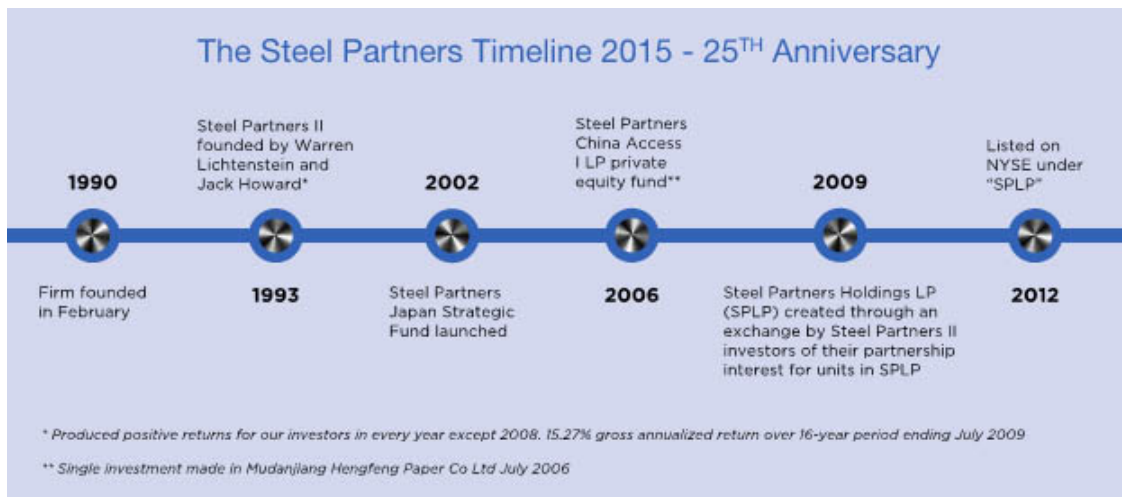 The Steel Partners Timeline 2015 - 25TH Anniversary
1990
Firm founded
in February
Steel Partners II
founded by Warren
Lichtenstein and
Jack Howard*
1993
2002
Steel Partners
Japan Strategic
Fund launched
Steel Partners
China Access
I LP private
equity fund**
2006
2009
Steel Partners Holdings LP
(SPLP) created through an
exchange by Steel Partners II
investors of their partnership
interest for units in SPLP
Listed on
NYSE under
"SPLP"
2012
* Produced positive returns for our investors in every year except 2008. 15.27% gross annualized return over 16-year period ending July 2009
** Single investment made in Mudanjiang Hengfeng Paper Co Ltd July 2006